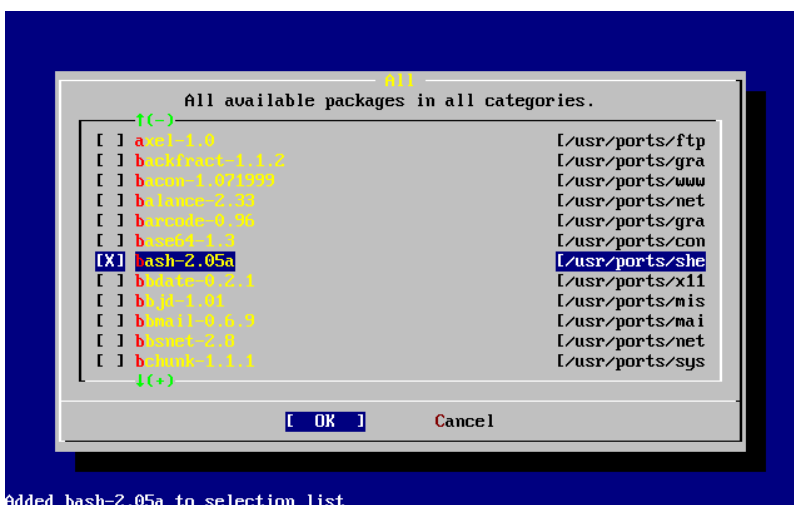 All
All available packages in all categories.
↑(-)
[ ] axel-1.0 [/usr/ports/ftp
[ ] backfract-1.1.2 [/usr/ports/gra
[ ] bacon-1.071999 [/usr/ports/www
[ ] balance-2.33 [/usr/ports/net
[ ] barcode-0.96 [/usr/ports/gra
[ ] base64-1.3 [/usr/ports/con
[X] bash-2.05a [/usr/ports/she
[ ] bbdate-0.2.1 [/usr/ports/x11
[ ] bbjd-1.01 [/usr/ports/mis
[ ] bbmail-0.6.9 [/usr/ports/mai
[ ] bbsnet-2.8 [/usr/ports/net
[ ] bchunk-1.1.1 [/usr/ports/sys
↓(+)
[ OK ] Cancel
Added bash-2.05a to selection list